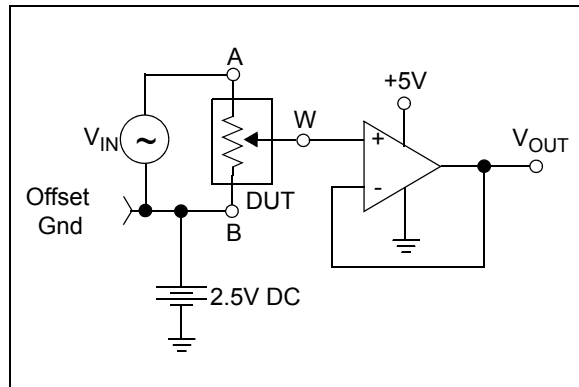 A
+5V
W
V_IN
~
+
V_OUT
-
Offset
Gnd
DUT
B
2.5V DC